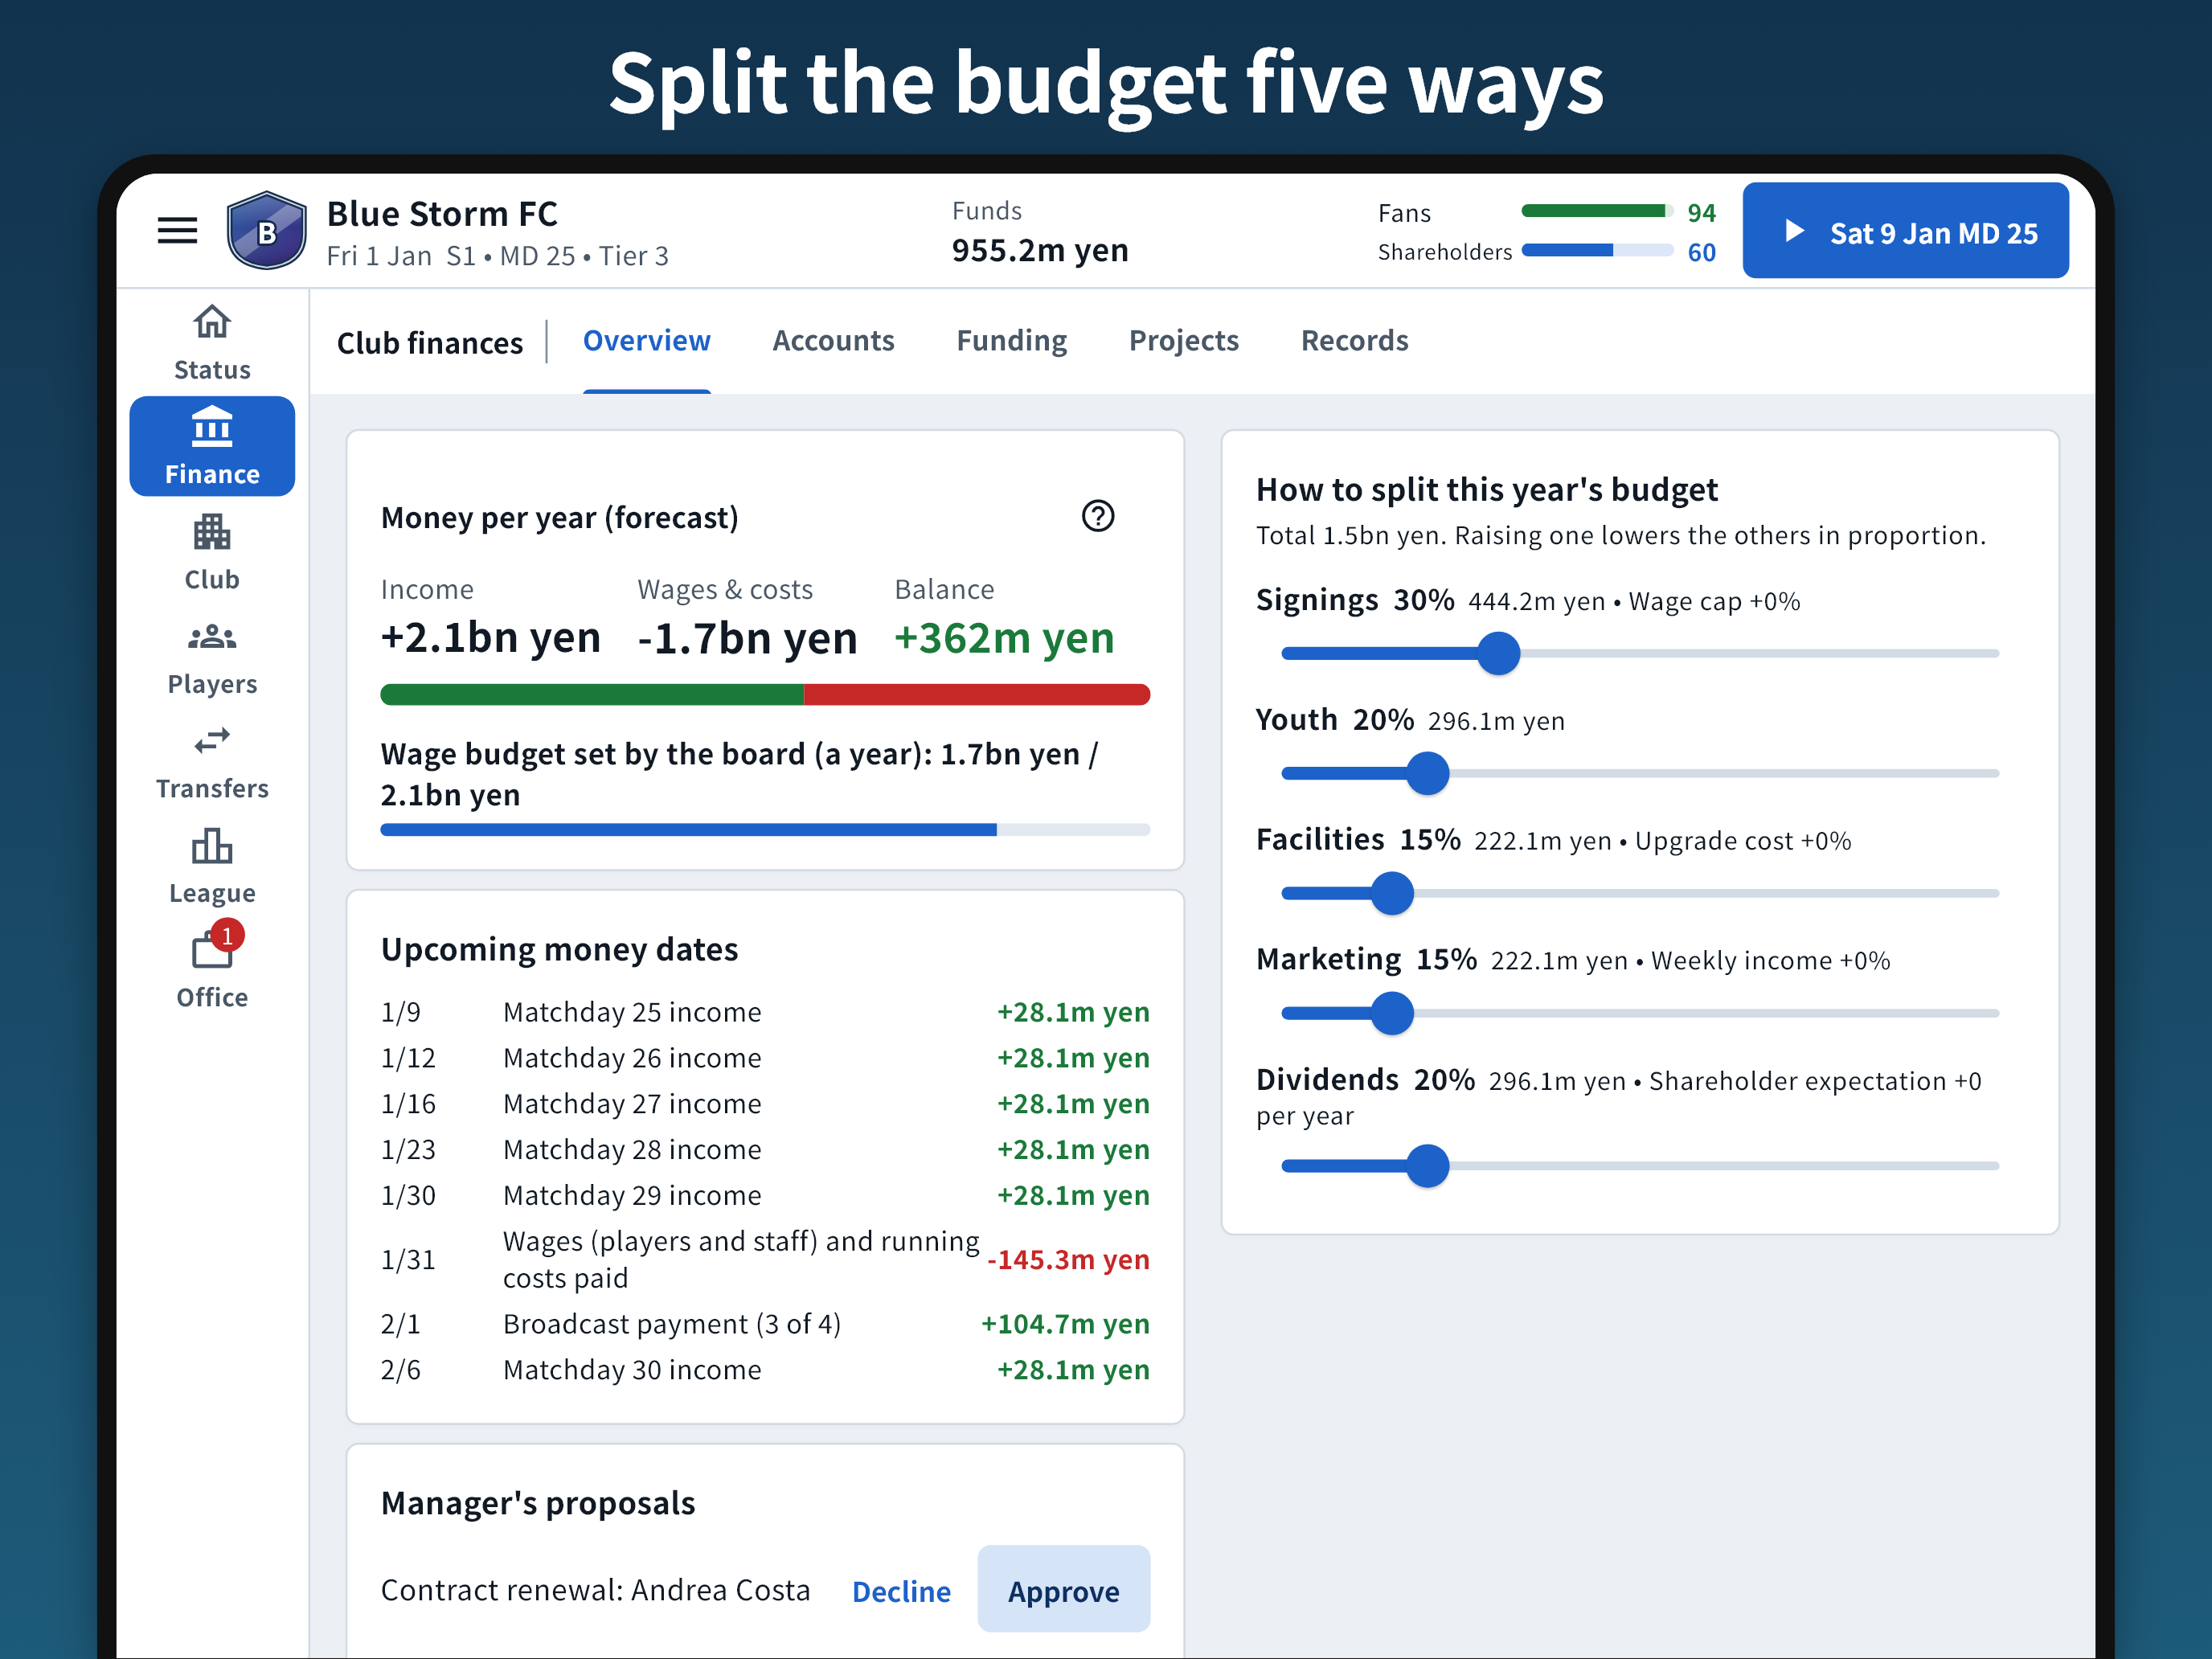 Split the budget five ways
B
Blue Storm FC
Fri 1 Jan S1 • MD 25 • Tier 3
Funds
955.2m yen
Fans 94
Shareholders 60
Sat 9 Jan MD 25
Status
Finance
Club
Players
Transfers
League
1
Office
Club finances
Overview
Accounts
Funding
Projects
Records
Money per year (forecast)
Income
+2.1bn yen
Wages & costs
-1.7bn yen
Balance
+362m yen
Wage budget set by the board (a year): 1.7bn yen /
2.1bn yen
Upcoming money dates
1/9 Matchday 25 income +28.1m yen
1/12 Matchday 26 income +28.1m yen
1/16 Matchday 27 income +28.1m yen
1/23 Matchday 28 income +28.1m yen
1/30 Matchday 29 income +28.1m yen
1/31 Wages (players and staff) and running
costs paid -145.3m yen
2/1 Broadcast payment (3 of 4) +104.7m yen
2/6 Matchday 30 income +28.1m yen
Manager's proposals
Contract renewal: Andrea Costa
Decline
Approve
How to split this year's budget
Total 1.5bn yen. Raising one lowers the others in proportion.
Signings 30% 444.2m yen • Wage cap +0%
Youth 20% 296.1m yen
Facilities 15% 222.1m yen • Upgrade cost +0%
Marketing 15% 222.1m yen • Weekly income +0%
Dividends 20% 296.1m yen • Shareholder expectation +0
per year